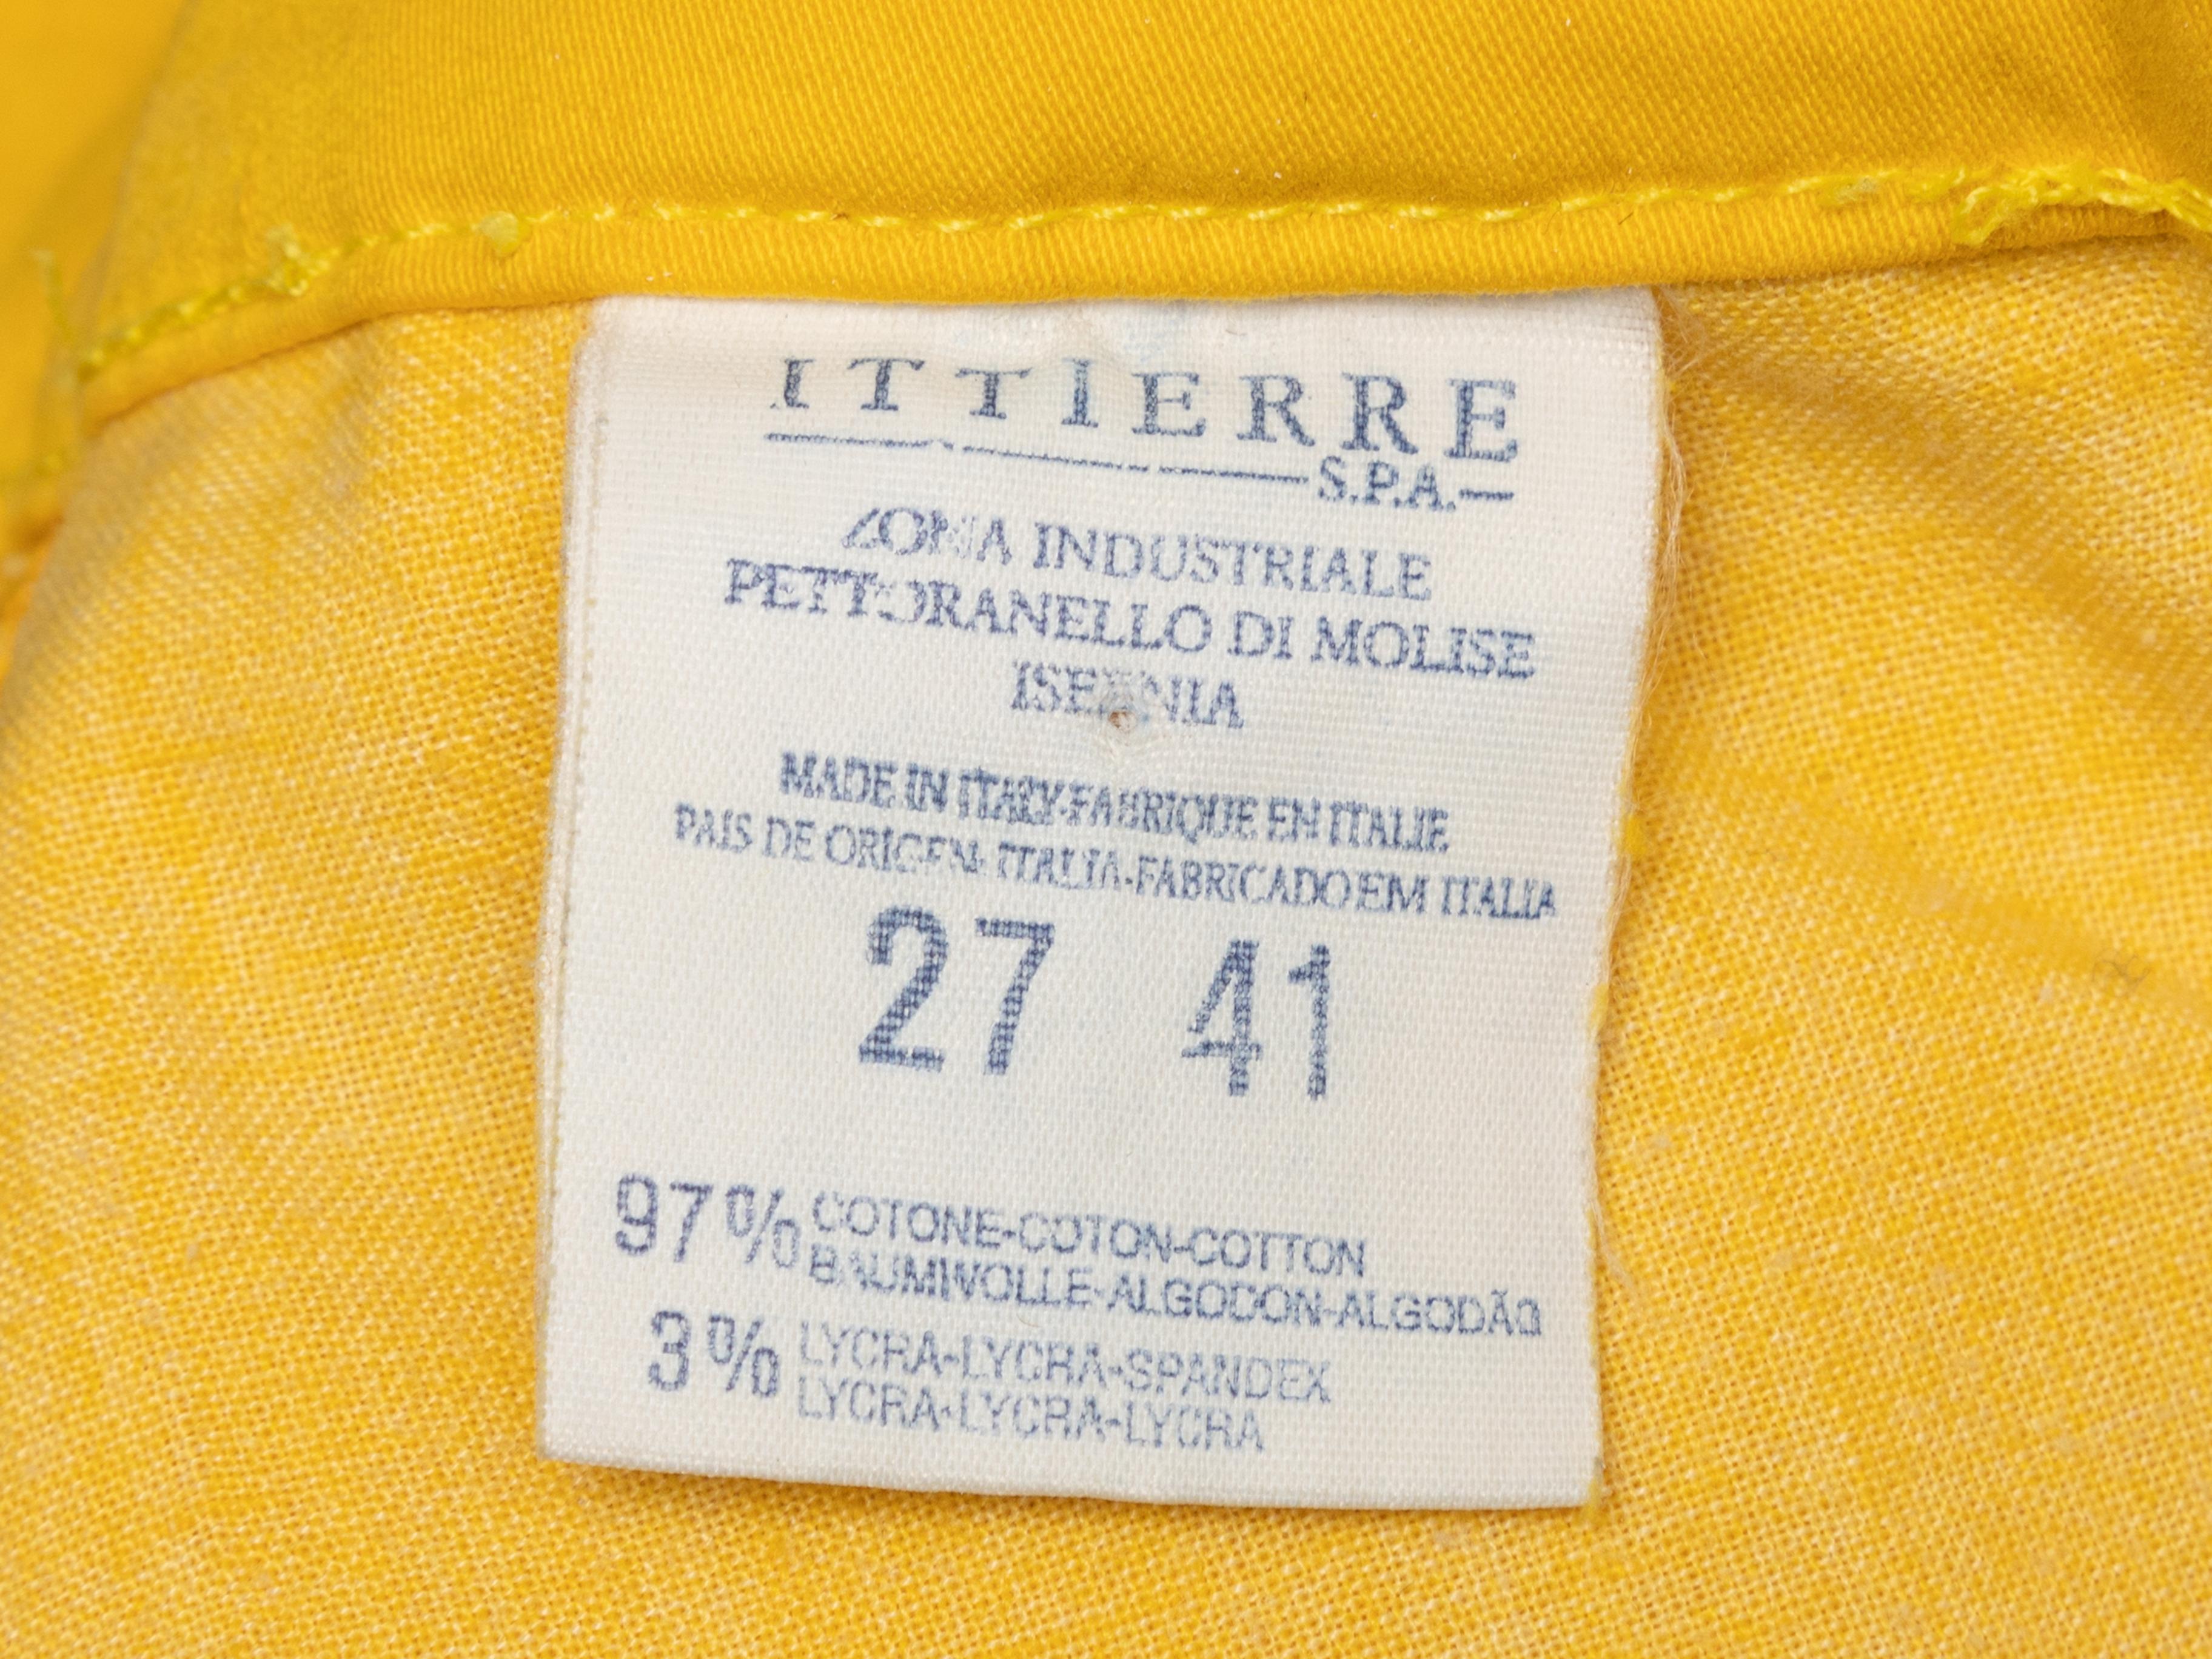 ITTIERRE
S.P.A.
ZONA INDUSTRIALE
PETTORANELLO DI MOLISE
ISERNIA
MADE IN ITALY-FABRIQUE EN ITALIE
PAIS DE ORIGEN-ITALIA-FABRICADO EM ITALIA
27 41
97% COTONE-COTON-COTTON
BAUMWOLLE-ALGODON-ALGODÃO
3% LYCRA-LYCRA-SPANDEX
LYCRA-LYCRA-LYCRA